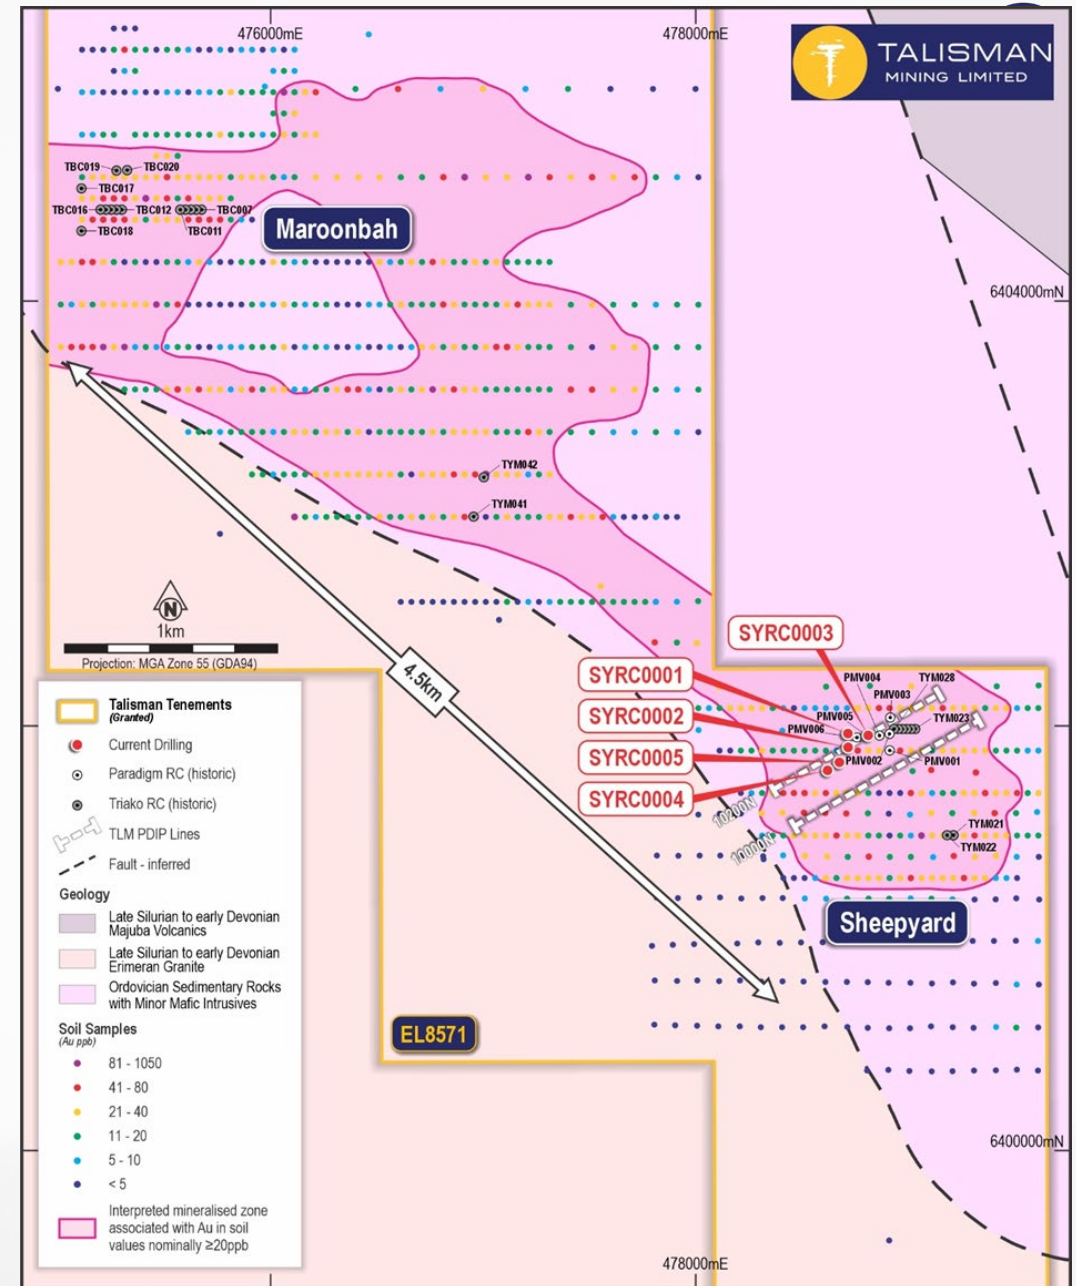 476000mE
478000mE
TALISMAN
MINING LIMITED
TBC019
TBC020
TBC017
TBC016
TBC012
TBC007
TBC018
TBC011
Maroonbah
6404000mN
TYM042
TYM041
N
1km
Projection: MGA Zone 55 (GDA94)
4.5km
SYRC0003
SYRC0001
SYRC0002
SYRC0005
SYRC0004
PMV004
TYM028
PMV003
PMV005
TYM023
PMV006
PMV002
PMV001
10200N
10000N
TYM021
TYM022
Sheepyard
EL8571
Talisman Tenements
(Granted)
Current Drilling
Paradigm RC (historic)
Triako RC (historic)
TLM PDIP Lines
Fault - inferred
Geology
Late Silurian to early Devonian
Majuba Volcanics
Late Silurian to early Devonian
Erimeran Granite
Ordovician Sedimentary Rocks
with Minor Mafic Intrusives
Soil Samples
(Au ppb)
81 - 1050
41 - 80
21 - 40
11 - 20
5 - 10
< 5
Interpreted mineralised zone
associated with Au in soil
values nominally ≥20ppb
6400000mN
478000mE